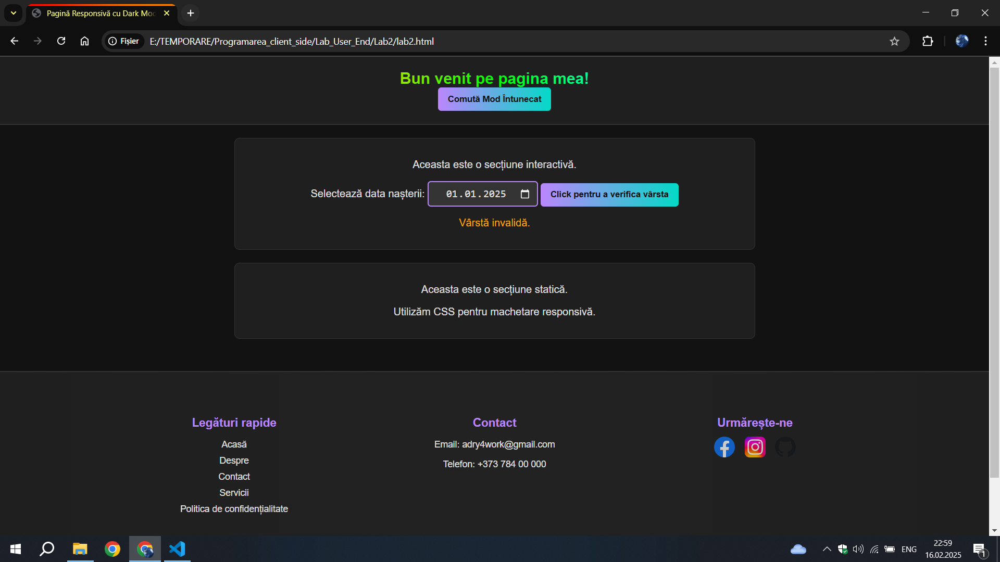 Pagină Responsivă cu Dark Mod
Fișier
E:/TEMPORARE/Programarea_client_side/Lab_User_End/Lab2/lab2.html
Bun venit pe pagina mea!
Comută Mod Întunecat
Aceasta este o secțiune interactivă.
Selectează data nașterii: 01.01.2025 Click pentru a verifica vârsta
Vârstă invalidă.
Aceasta este o secțiune statică.
Utilizăm CSS pentru machetare responsivă.
Legături rapide
Acasă
Despre
Contact
Servicii
Politica de confidențialitate
Contact
Email: adry4work@gmail.com
Telefon: +373 784 00 000
Urmărește-ne
ENG
22:59
16.02.2025
1